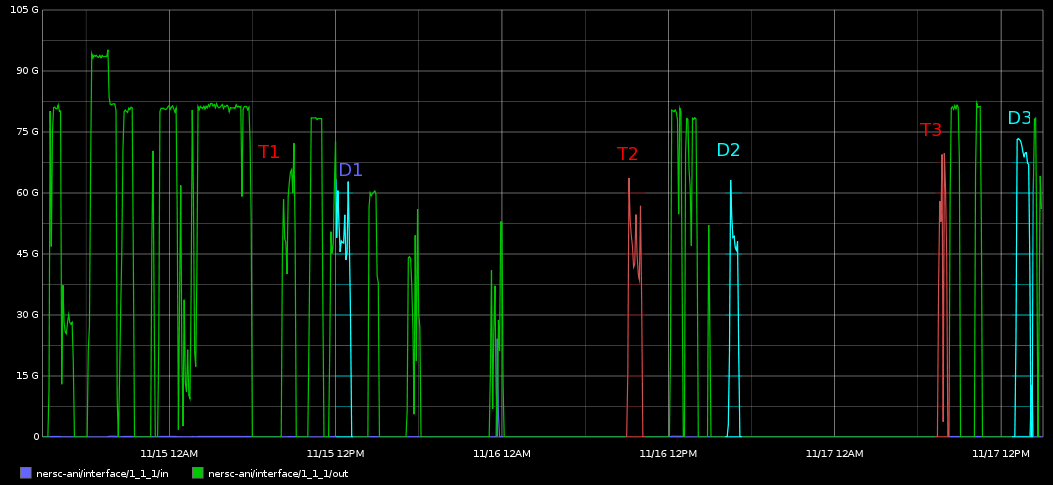 105 G
90 G
75 G
60 G
45 G
30 G
15 G
0
T1
D1
T2
D2
T3
D3
11/15 12AM
11/15 12PM
11/16 12AM
11/16 12PM
11/17 12AM
11/17 12PM
nersc-ani/interface/1_1_1/in
nersc-ani/interface/1_1_1/out